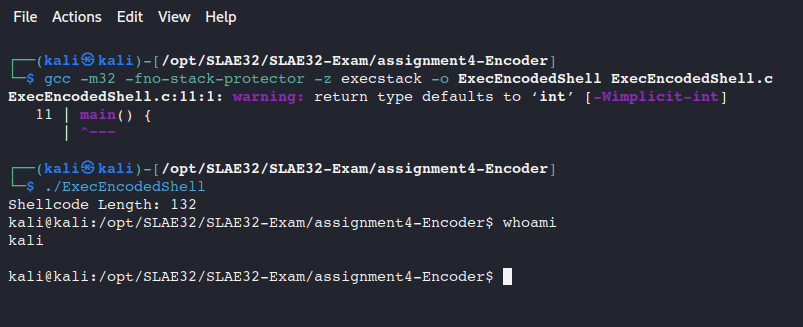 File Actions Edit View Help
┌──(kali㉿kali)-[/opt/SLAE32/SLAE32-Exam/assignment4-Encoder]
└─$ gcc -m32 -fno-stack-protector -z execstack -o ExecEncodedShell ExecEncodedShell.c
ExecEncodedShell.c:11:1: warning: return type defaults to ‘int’ [-Wimplicit-int]
   11 | main() {
      | ^~~~
┌──(kali㉿kali)-[/opt/SLAE32/SLAE32-Exam/assignment4-Encoder]
└─$ ./ExecEncodedShell
Shellcode Length: 132
kali@kali:/opt/SLAE32/SLAE32-Exam/assignment4-Encoder$ whoami
kali
kali@kali:/opt/SLAE32/SLAE32-Exam/assignment4-Encoder$